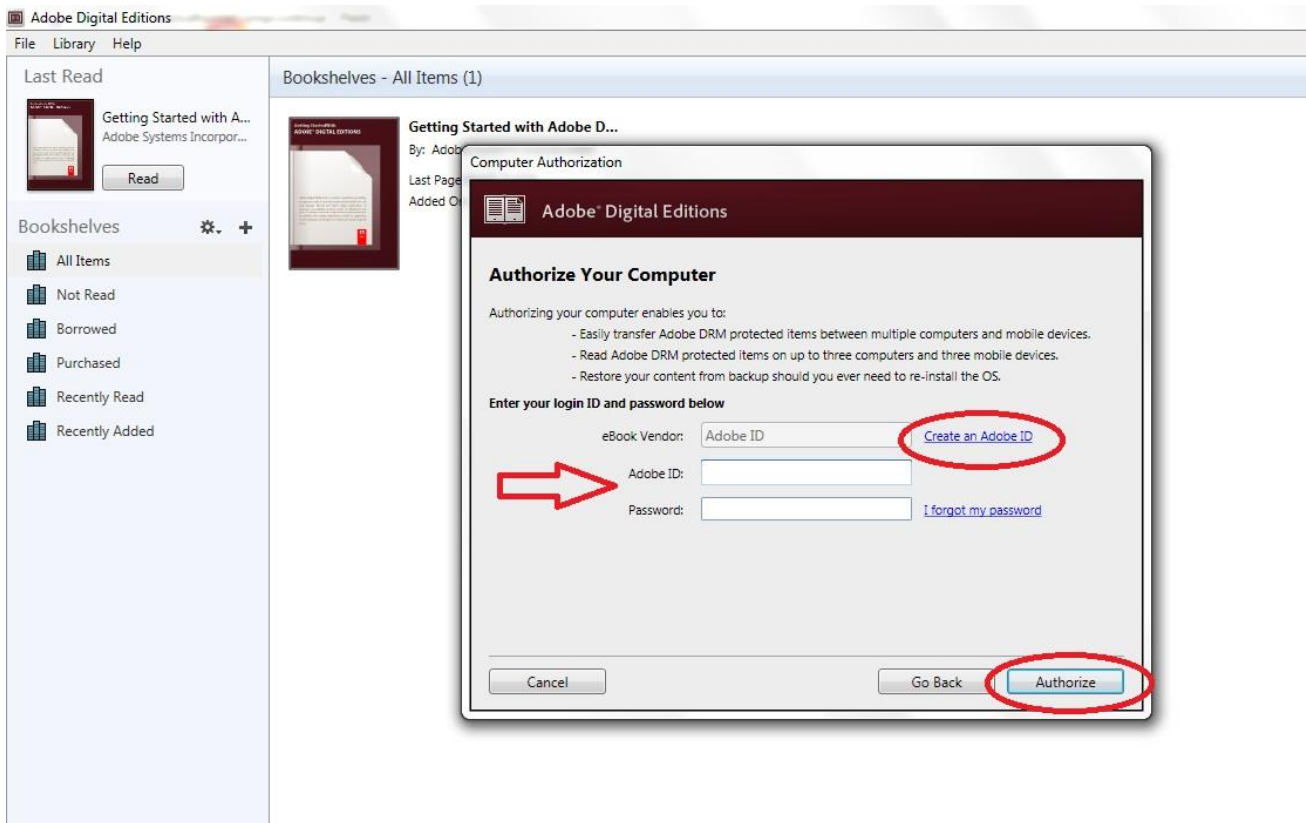 Adobe Digital Editions
File Library Help
Last Read
Getting Started with A...
Adobe Systems Incorpor...
Read
Bookshelves
All Items
Not Read
Borrowed
Purchased
Recently Read
Recently Added
Bookshelves - All Items (1)
Getting Started with Adobe D...
By: Adob
Last Page
Added O
ADOBE® DIGITAL EDITIONS
Computer Authorization
Adobe® Digital Editions
Authorize Your Computer
Authorizing your computer enables you to:
- Easily transfer Adobe DRM protected items between multiple computers and mobile devices.
- Read Adobe DRM protected items on up to three computers and three mobile devices.
- Restore your content from backup should you ever need to re-install the OS.
Enter your login ID and password below
eBook Vendor: Adobe ID Create an Adobe ID
Adobe ID:
Password: I forgot my password
Cancel Go Back Authorize